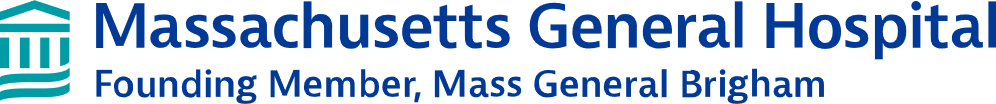 Massachusetts General Hospital
Founding Member, Mass General Brigham